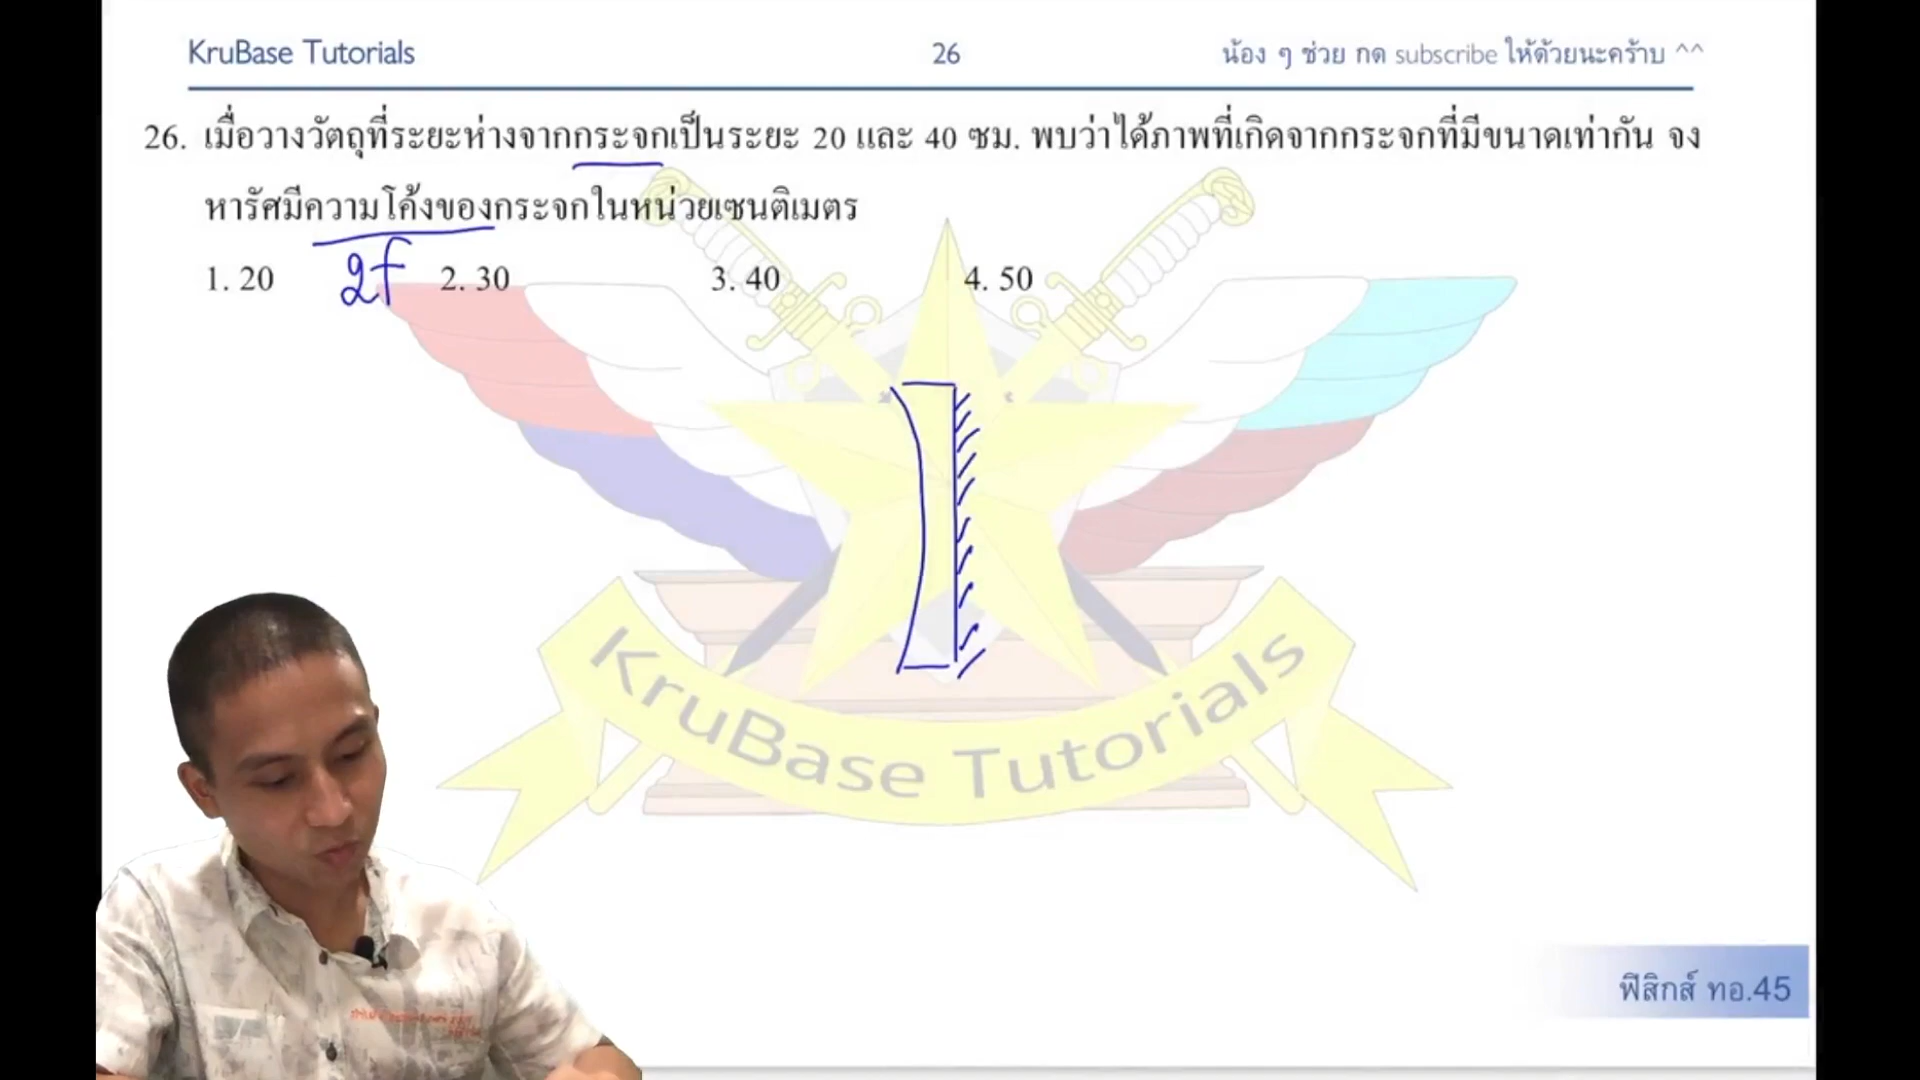 KruBase Tutorials 26 น้อง ๆ ช่วย กด subscribe ให้ด้วยนะคร้าบ ^^
26. เมื่อวางวัตถุที่ระยะห่างจากกระจกเป็นระยะ 20 และ 40 ซม. พบว่าได้ภาพที่เกิดจากกระจกที่มีขนาดเท่ากัน จง
หารัศมีความโค้งของกระจกในหน่วยเซนติเมตร
2f
1. 20 2. 30 3. 40 4. 50
KruBase Tutorials
ฟิสิกส์ ทอ.45